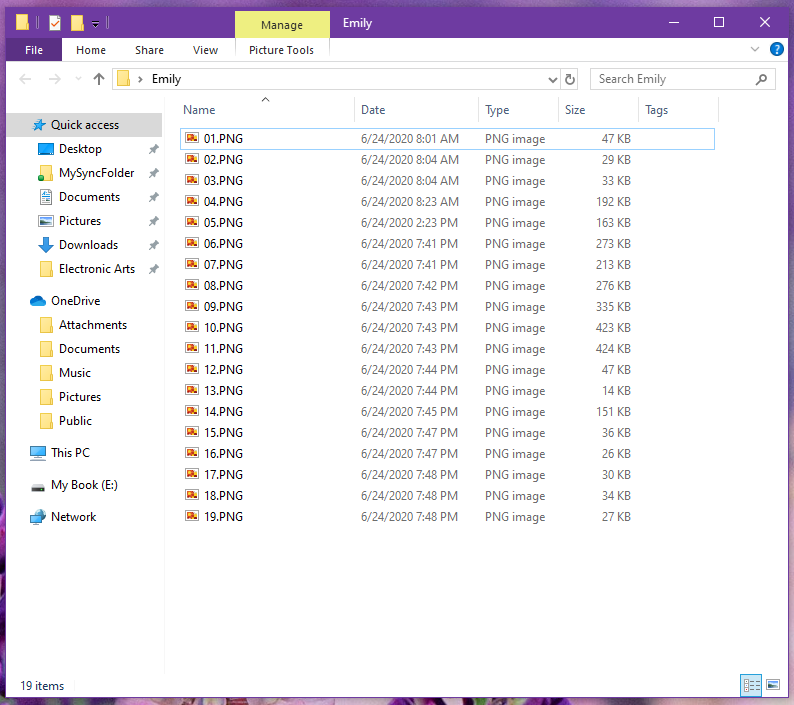 Manage
Emily
File
Home
Share
View
Picture Tools
Emily
Search Emily
Name
Date
Type
Size
Tags
Quick access
Desktop
MySyncFolder
Documents
Pictures
Downloads
Electronic Arts
OneDrive
Attachments
Documents
Music
Pictures
Public
This PC
My Book (E:)
Network
01.PNG 6/24/2020 8:01 AM PNG image 47 KB
02.PNG 6/24/2020 8:04 AM PNG image 29 KB
03.PNG 6/24/2020 8:04 AM PNG image 33 KB
04.PNG 6/24/2020 8:23 AM PNG image 192 KB
05.PNG 6/24/2020 2:23 PM PNG image 163 KB
06.PNG 6/24/2020 7:41 PM PNG image 273 KB
07.PNG 6/24/2020 7:41 PM PNG image 213 KB
08.PNG 6/24/2020 7:42 PM PNG image 276 KB
09.PNG 6/24/2020 7:43 PM PNG image 335 KB
10.PNG 6/24/2020 7:43 PM PNG image 423 KB
11.PNG 6/24/2020 7:43 PM PNG image 424 KB
12.PNG 6/24/2020 7:44 PM PNG image 47 KB
13.PNG 6/24/2020 7:44 PM PNG image 14 KB
14.PNG 6/24/2020 7:45 PM PNG image 151 KB
15.PNG 6/24/2020 7:47 PM PNG image 36 KB
16.PNG 6/24/2020 7:47 PM PNG image 26 KB
17.PNG 6/24/2020 7:48 PM PNG image 30 KB
18.PNG 6/24/2020 7:48 PM PNG image 34 KB
19.PNG 6/24/2020 7:48 PM PNG image 27 KB
19 items